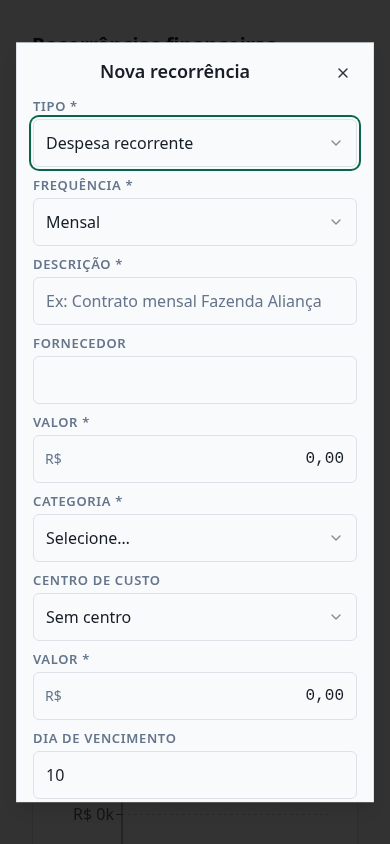 Nova recorrência
×
TIPO *
Despesa recorrente
FREQUÊNCIA *
Mensal
DESCRIÇÃO *
Ex: Contrato mensal Fazenda Aliança
FORNECEDOR
VALOR *
R$ 0,00
CATEGORIA *
Selecione...
CENTRO DE CUSTO
Sem centro
VALOR *
R$ 0,00
DIA DE VENCIMENTO
10
R$ 0k